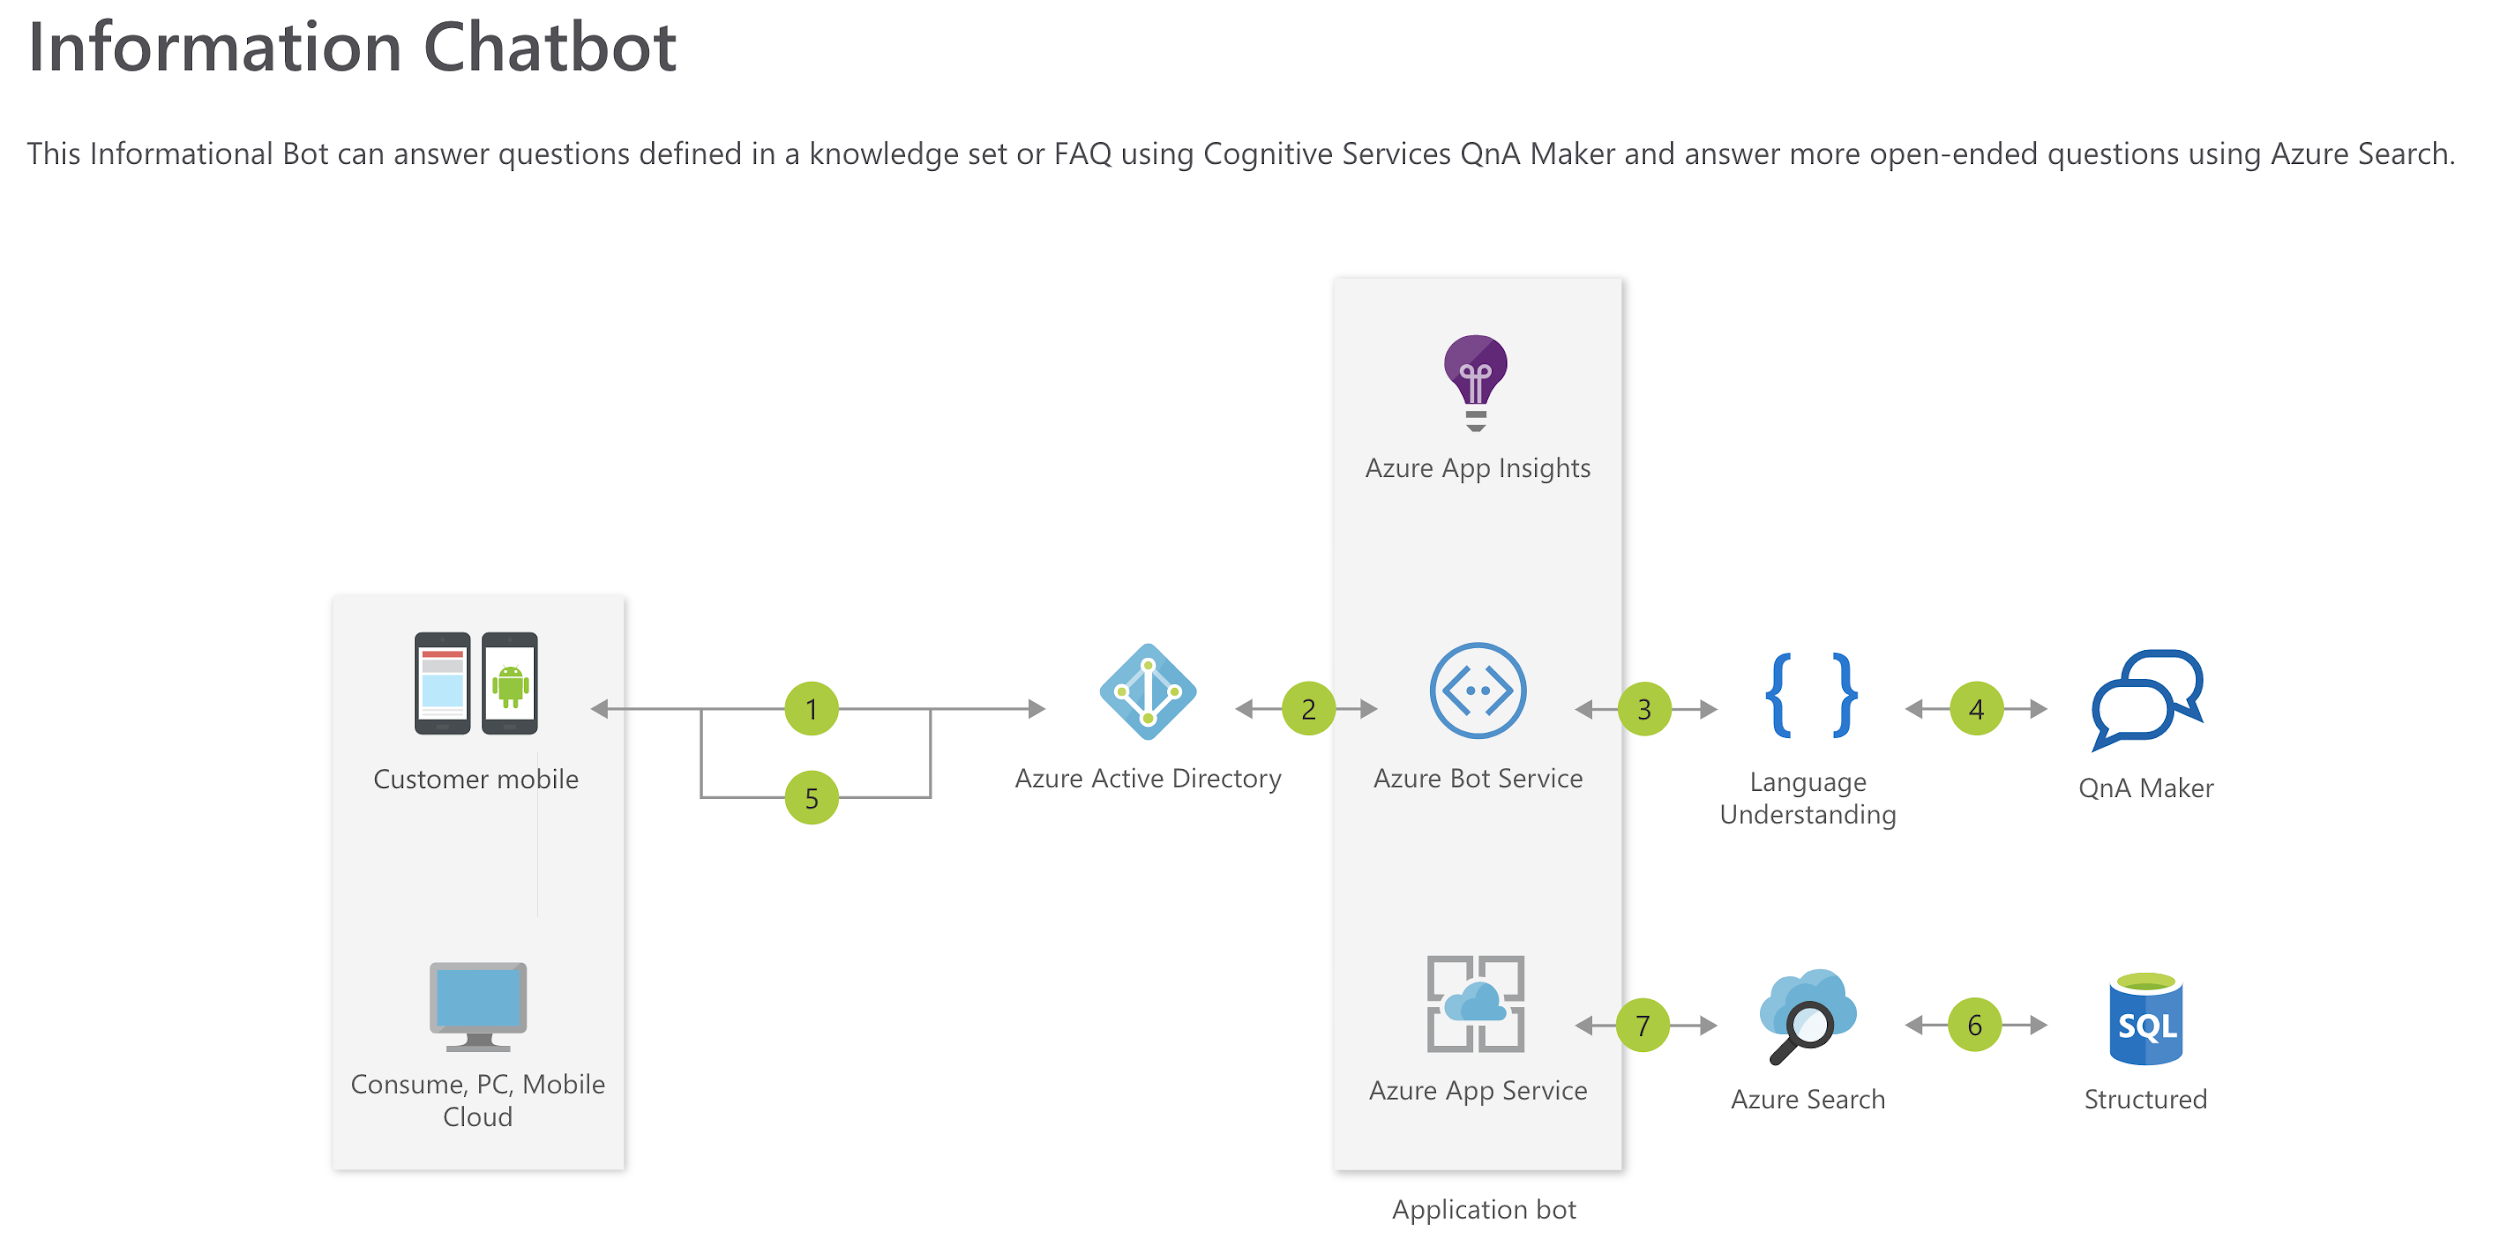 Information Chatbot
This Informational Bot can answer questions defined in a knowledge set or FAQ using Cognitive Services QnA Maker and answer more open-ended questions using Azure Search.
Azure App Insights
1
2
3
4
Customer mobile
Azure Active Directory
Azure Bot Service
Language
Understanding
QnA Maker
5
7
6
SQL
Consume, PC, Mobile
Cloud
Azure App Service
Azure Search
Structured
Application bot